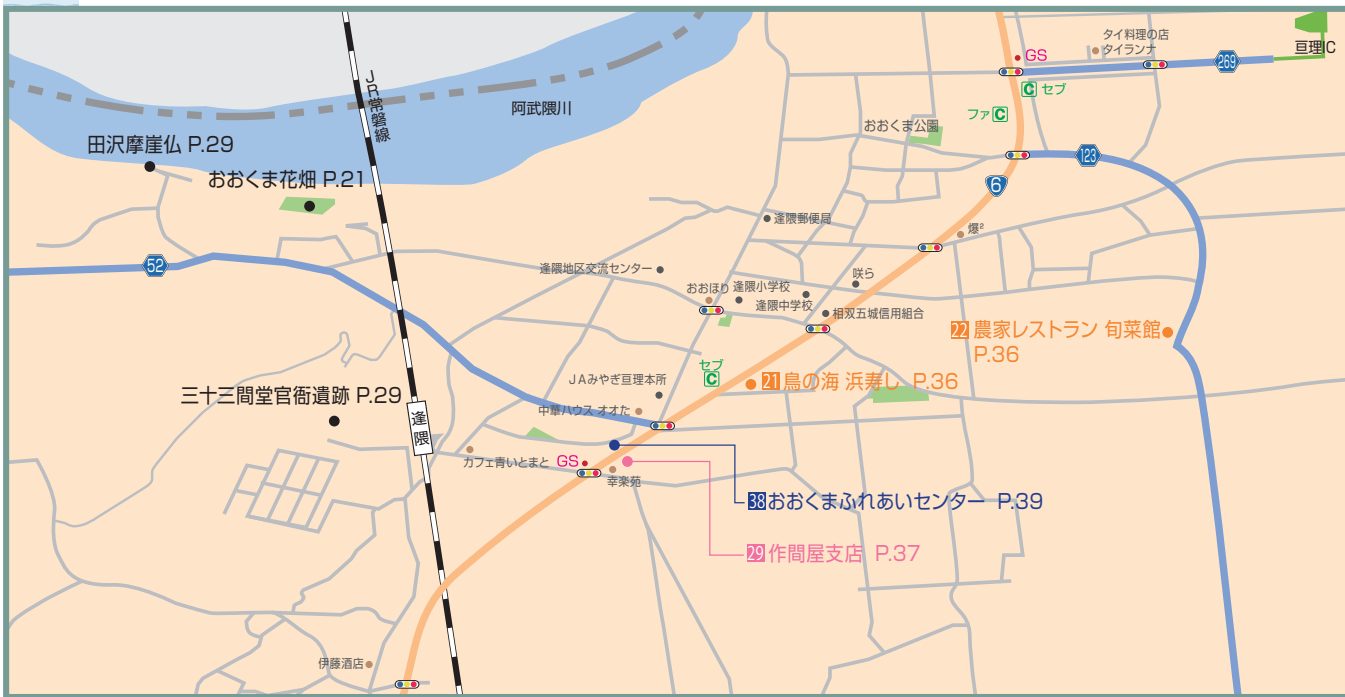 タイ料理の店
タイランナ
亘理IC
GS
269
C セブ
JR常磐線
阿武隈川
ファ C
おおくま公園
田沢摩崖仏 P.29
123
おおくま花畑 P.21
6
逢隈郵便局
爆²
52
逢隈地区交流センター
咲ら
おおほり
逢隈小学校
逢隈中学校
相双五城信用組合
22 農家レストラン 旬菜館
P.36
セブ
C
JAみやぎ亘理本所
21 鳥の海 浜寿し P.36
三十三間堂官衙遺跡 P.29
逢隈
中華ハウス オオた
カフェ青いとまと
GS
幸楽苑
38 おおくまふれあいセンター P.39
29 作間屋支店 P.37
伊藤酒店